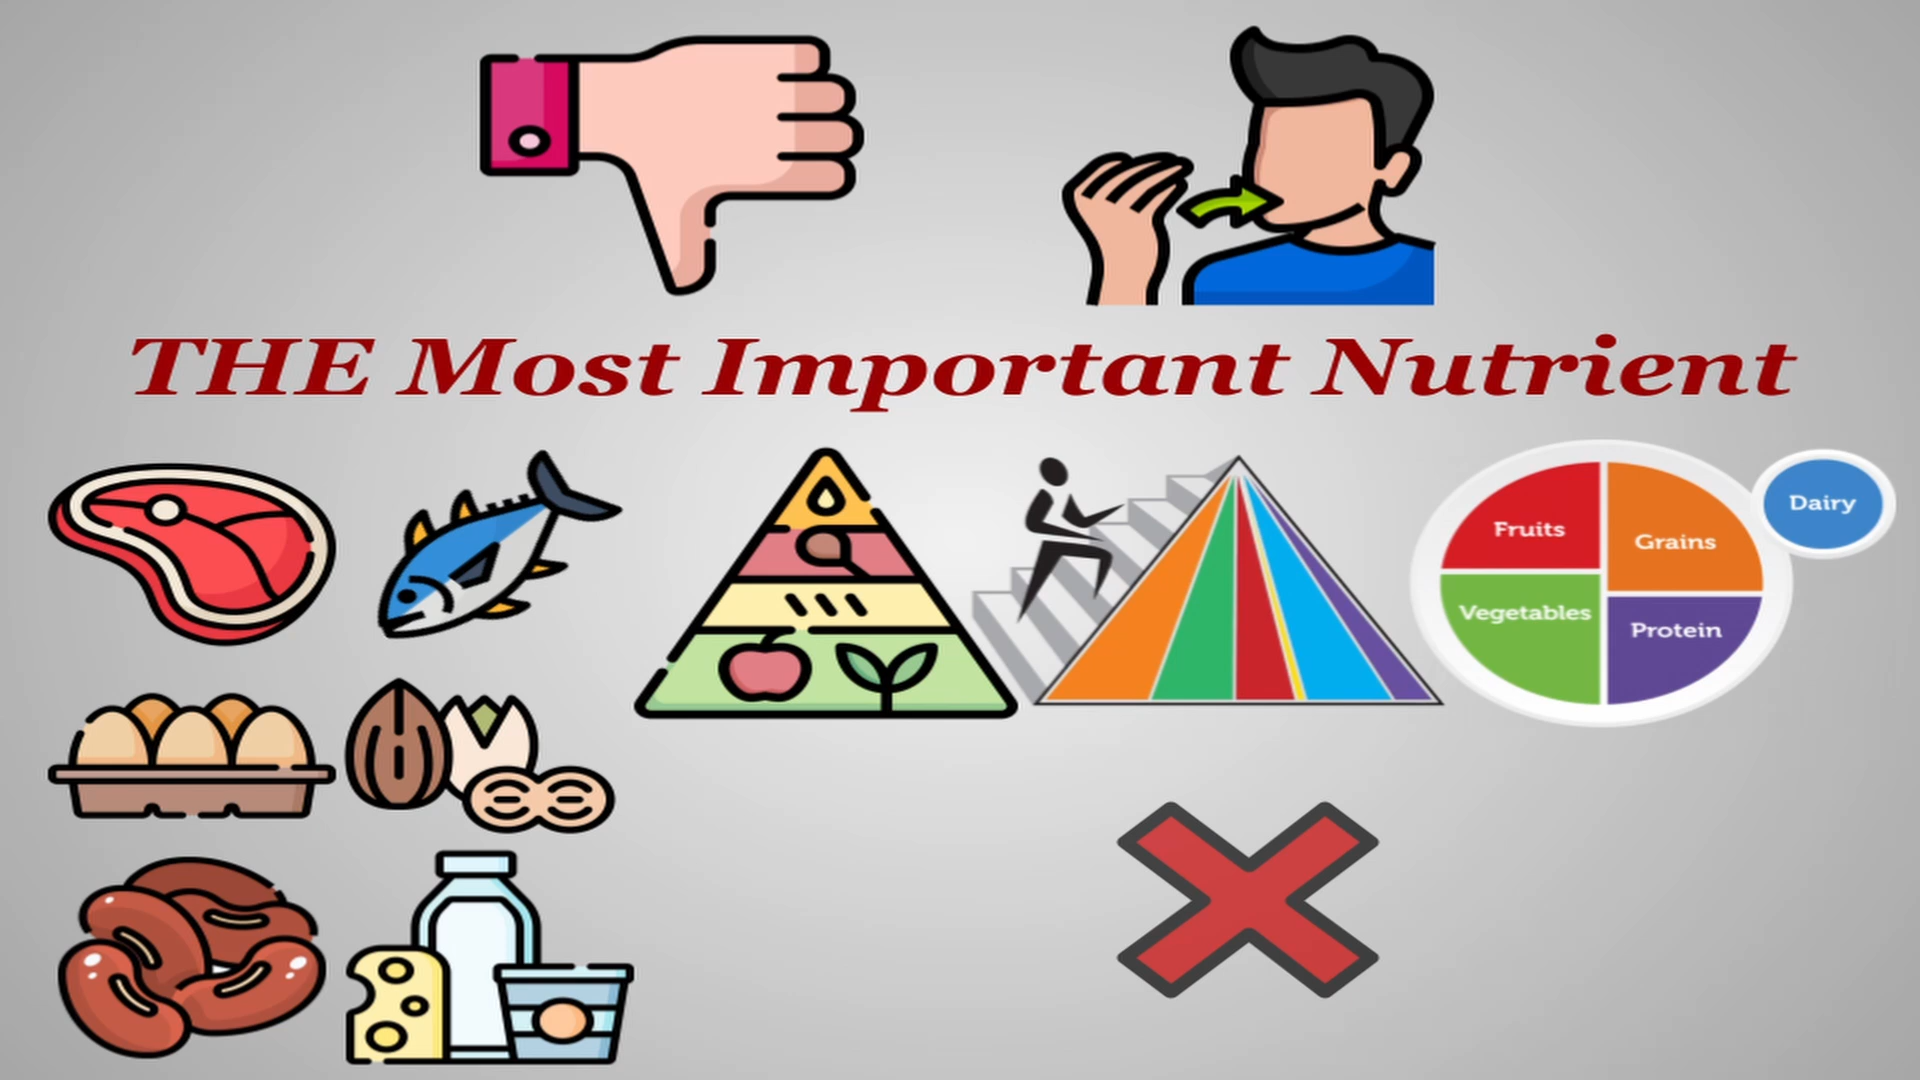 THE Most Important Nutrient
Dairy
Fruits
Grains
Vegetables
Protein